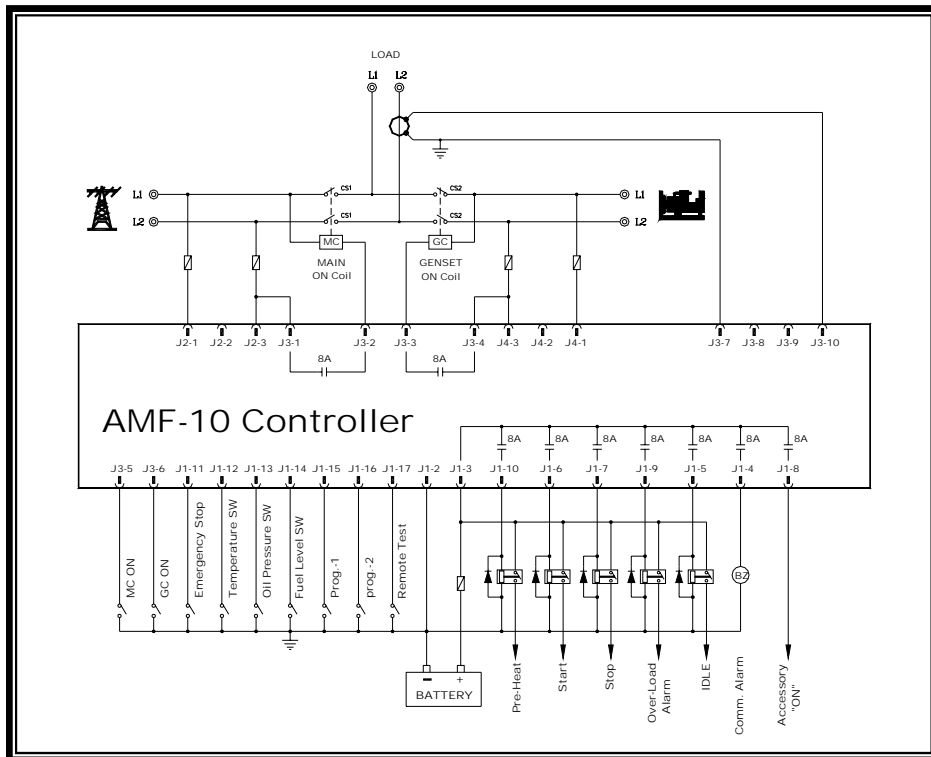 LOAD
L1 L2
L1 CS1 CS2 L1
L2 CS1 CS2 L2
MC GC
MAIN ON Coil
GENSET ON Coil
J2-1 J2-2 J2-3 J3-1 J3-2 J3-3 J3-4 J4-3 J4-2 J4-1 J3-7 J3-8 J3-9 J3-10
8A 8A
AMF-10 Controller
8A 8A 8A 8A 8A 8A 8A
J3-5 J3-6 J1-11 J1-12 J1-13 J1-14 J1-15 J1-16 J1-17 J1-2 J1-3 J1-10 J1-6 J1-7 J1-9 J1-5 J1-4 J1-8
MC ON
GC ON
Emergency Stop
Temperature SW
Oil Pressure SW
Fuel Level SW
Prog.-1
prog.-2
Remote Test
BZ
- +
BATTERY
Pre-Heat
Start
Stop
Over-Load
Alarm
IDLE
Comm. Alarm
Accessory
"ON"